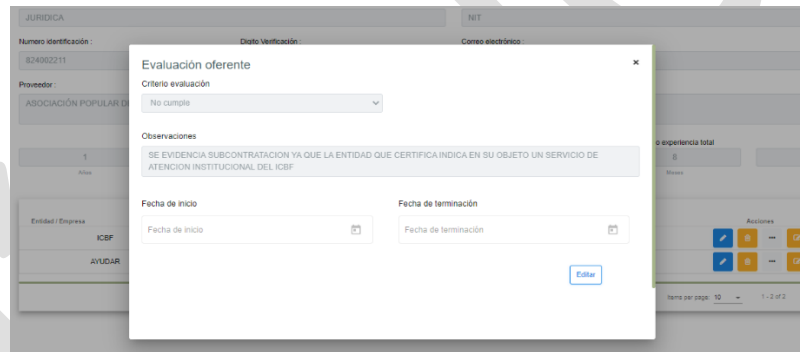 JURIDICA
NIT
Numero identificación :
Digito Verificación :
Correo electrónico :
824002211
Proveedor :
ASOCIACIÓN POPULAR DE
Evaluación oferente
×
Criterio evaluación
No cumple
Observaciones
SE EVIDENCIA SUBCONTRATACION YA QUE LA ENTIDAD QUE CERTIFICA INDICA EN SU OBJETO UN SERVICIO DE
ATENCION INSTITUCIONAL DEL ICBF
o experiencia total
1
8
Años
Meses
Fecha de inicio
Fecha de terminación
Fecha de inicio
Fecha de terminación
Entidad / Empresa
Acciones
ICBF
AYUDAR
Editar
Items per page: 10
1 - 2 of 2